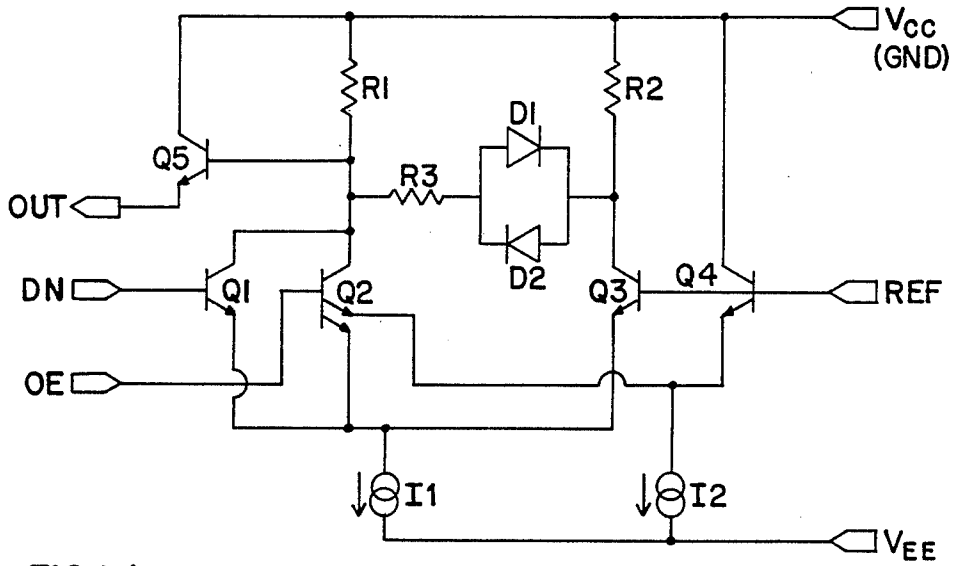 VCC
(GND)
R1
R2
D1
Q5
R3
OUT
D2
DN
Q1
Q2
Q3
Q4
REF
OE
I1
I2
VEE